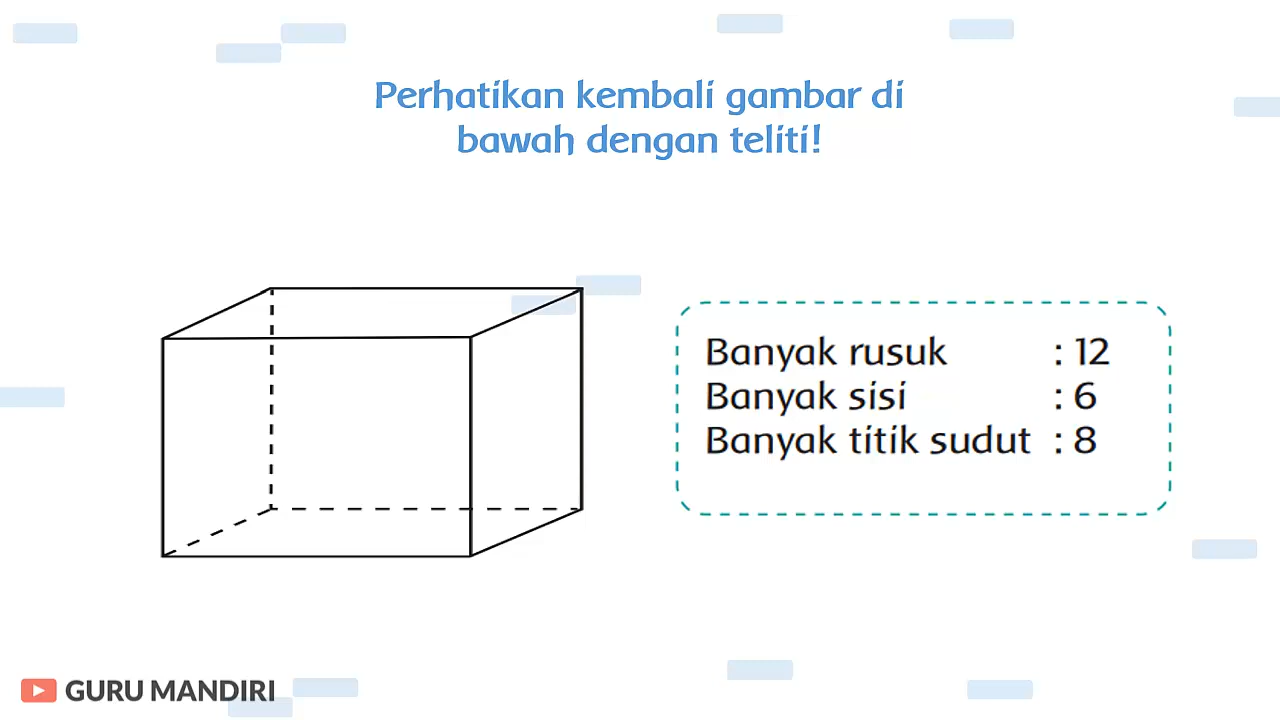 Perhatikan kembali gambar di
bawah dengan teliti!
Banyak rusuk : 12
Banyak sisi : 6
Banyak titik sudut : 8
GURU MANDIRI